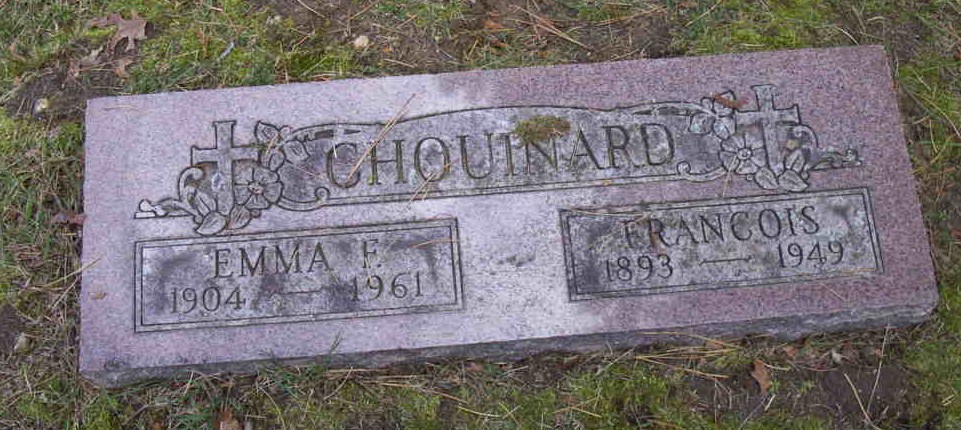 CHOUINARD
EMMA F.
1904 — 1961
FRANCOIS
1893 — 1949